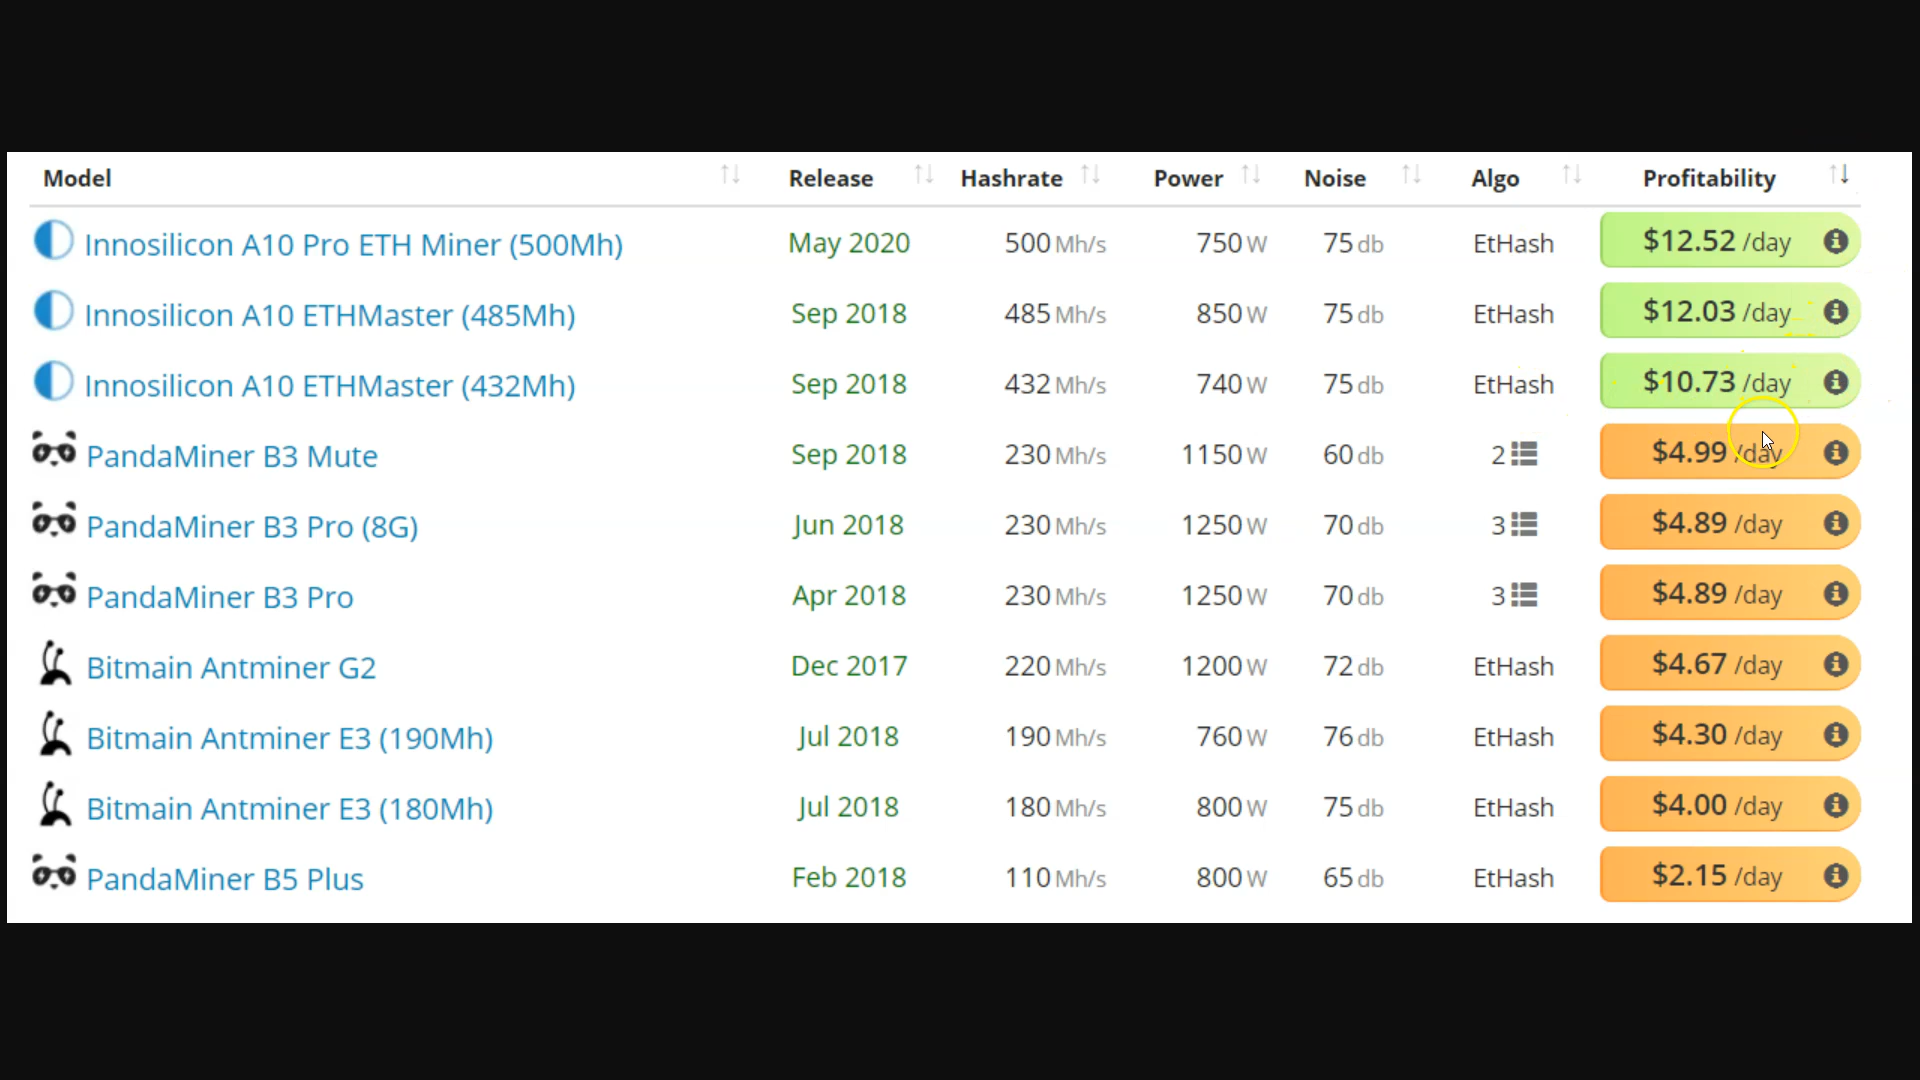 Model Release Hashrate Power Noise Algo Profitability
Innosilicon A10 Pro ETH Miner (500Mh) May 2020 500 Mh/s 750 W 75 db EtHash $12.52 /day
Innosilicon A10 ETHMaster (485Mh) Sep 2018 485 Mh/s 850 W 75 db EtHash $12.03 /day
Innosilicon A10 ETHMaster (432Mh) Sep 2018 432 Mh/s 740 W 75 db EtHash $10.73 /day
PandaMiner B3 Mute Sep 2018 230 Mh/s 1150 W 60 db 2 $4.99 /day
PandaMiner B3 Pro (8G) Jun 2018 230 Mh/s 1250 W 70 db 3 $4.89 /day
PandaMiner B3 Pro Apr 2018 230 Mh/s 1250 W 70 db 3 $4.89 /day
Bitmain Antminer G2 Dec 2017 220 Mh/s 1200 W 72 db EtHash $4.67 /day
Bitmain Antminer E3 (190Mh) Jul 2018 190 Mh/s 760 W 76 db EtHash $4.30 /day
Bitmain Antminer E3 (180Mh) Jul 2018 180 Mh/s 800 W 75 db EtHash $4.00 /day
PandaMiner B5 Plus Feb 2018 110 Mh/s 800 W 65 db EtHash $2.15 /day